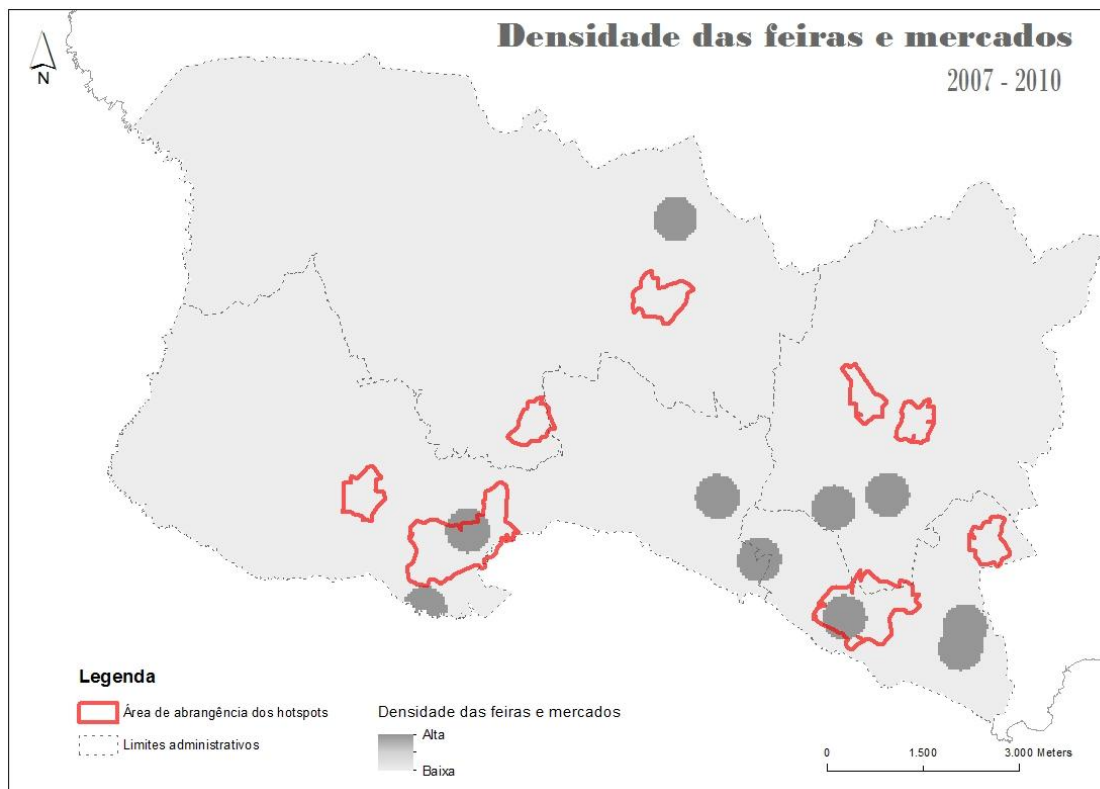 Densidade das feiras e mercados
2007 - 2010
N
Legenda
Área de abrangência dos hotspots
Limites administrativos
Densidade das feiras e mercados
Alta
Baixa
0 1.500 3.000 Meters